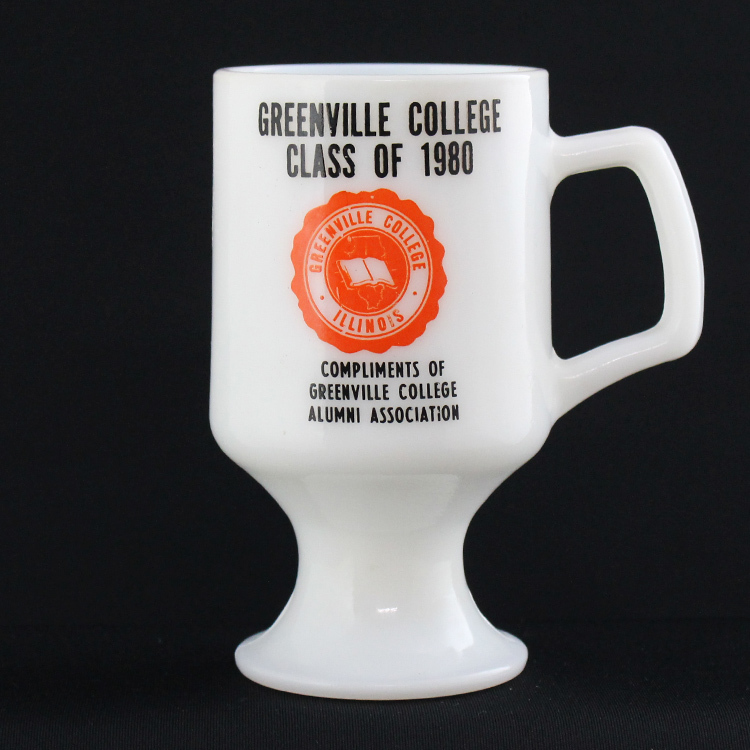 GREENVILLE COLLEGE
CLASS OF 1980
GREENVILLE COLLEGE
• ILLINOIS •
COMPLIMENTS OF
GREENVILLE COLLEGE
ALUMNI ASSOCIATION